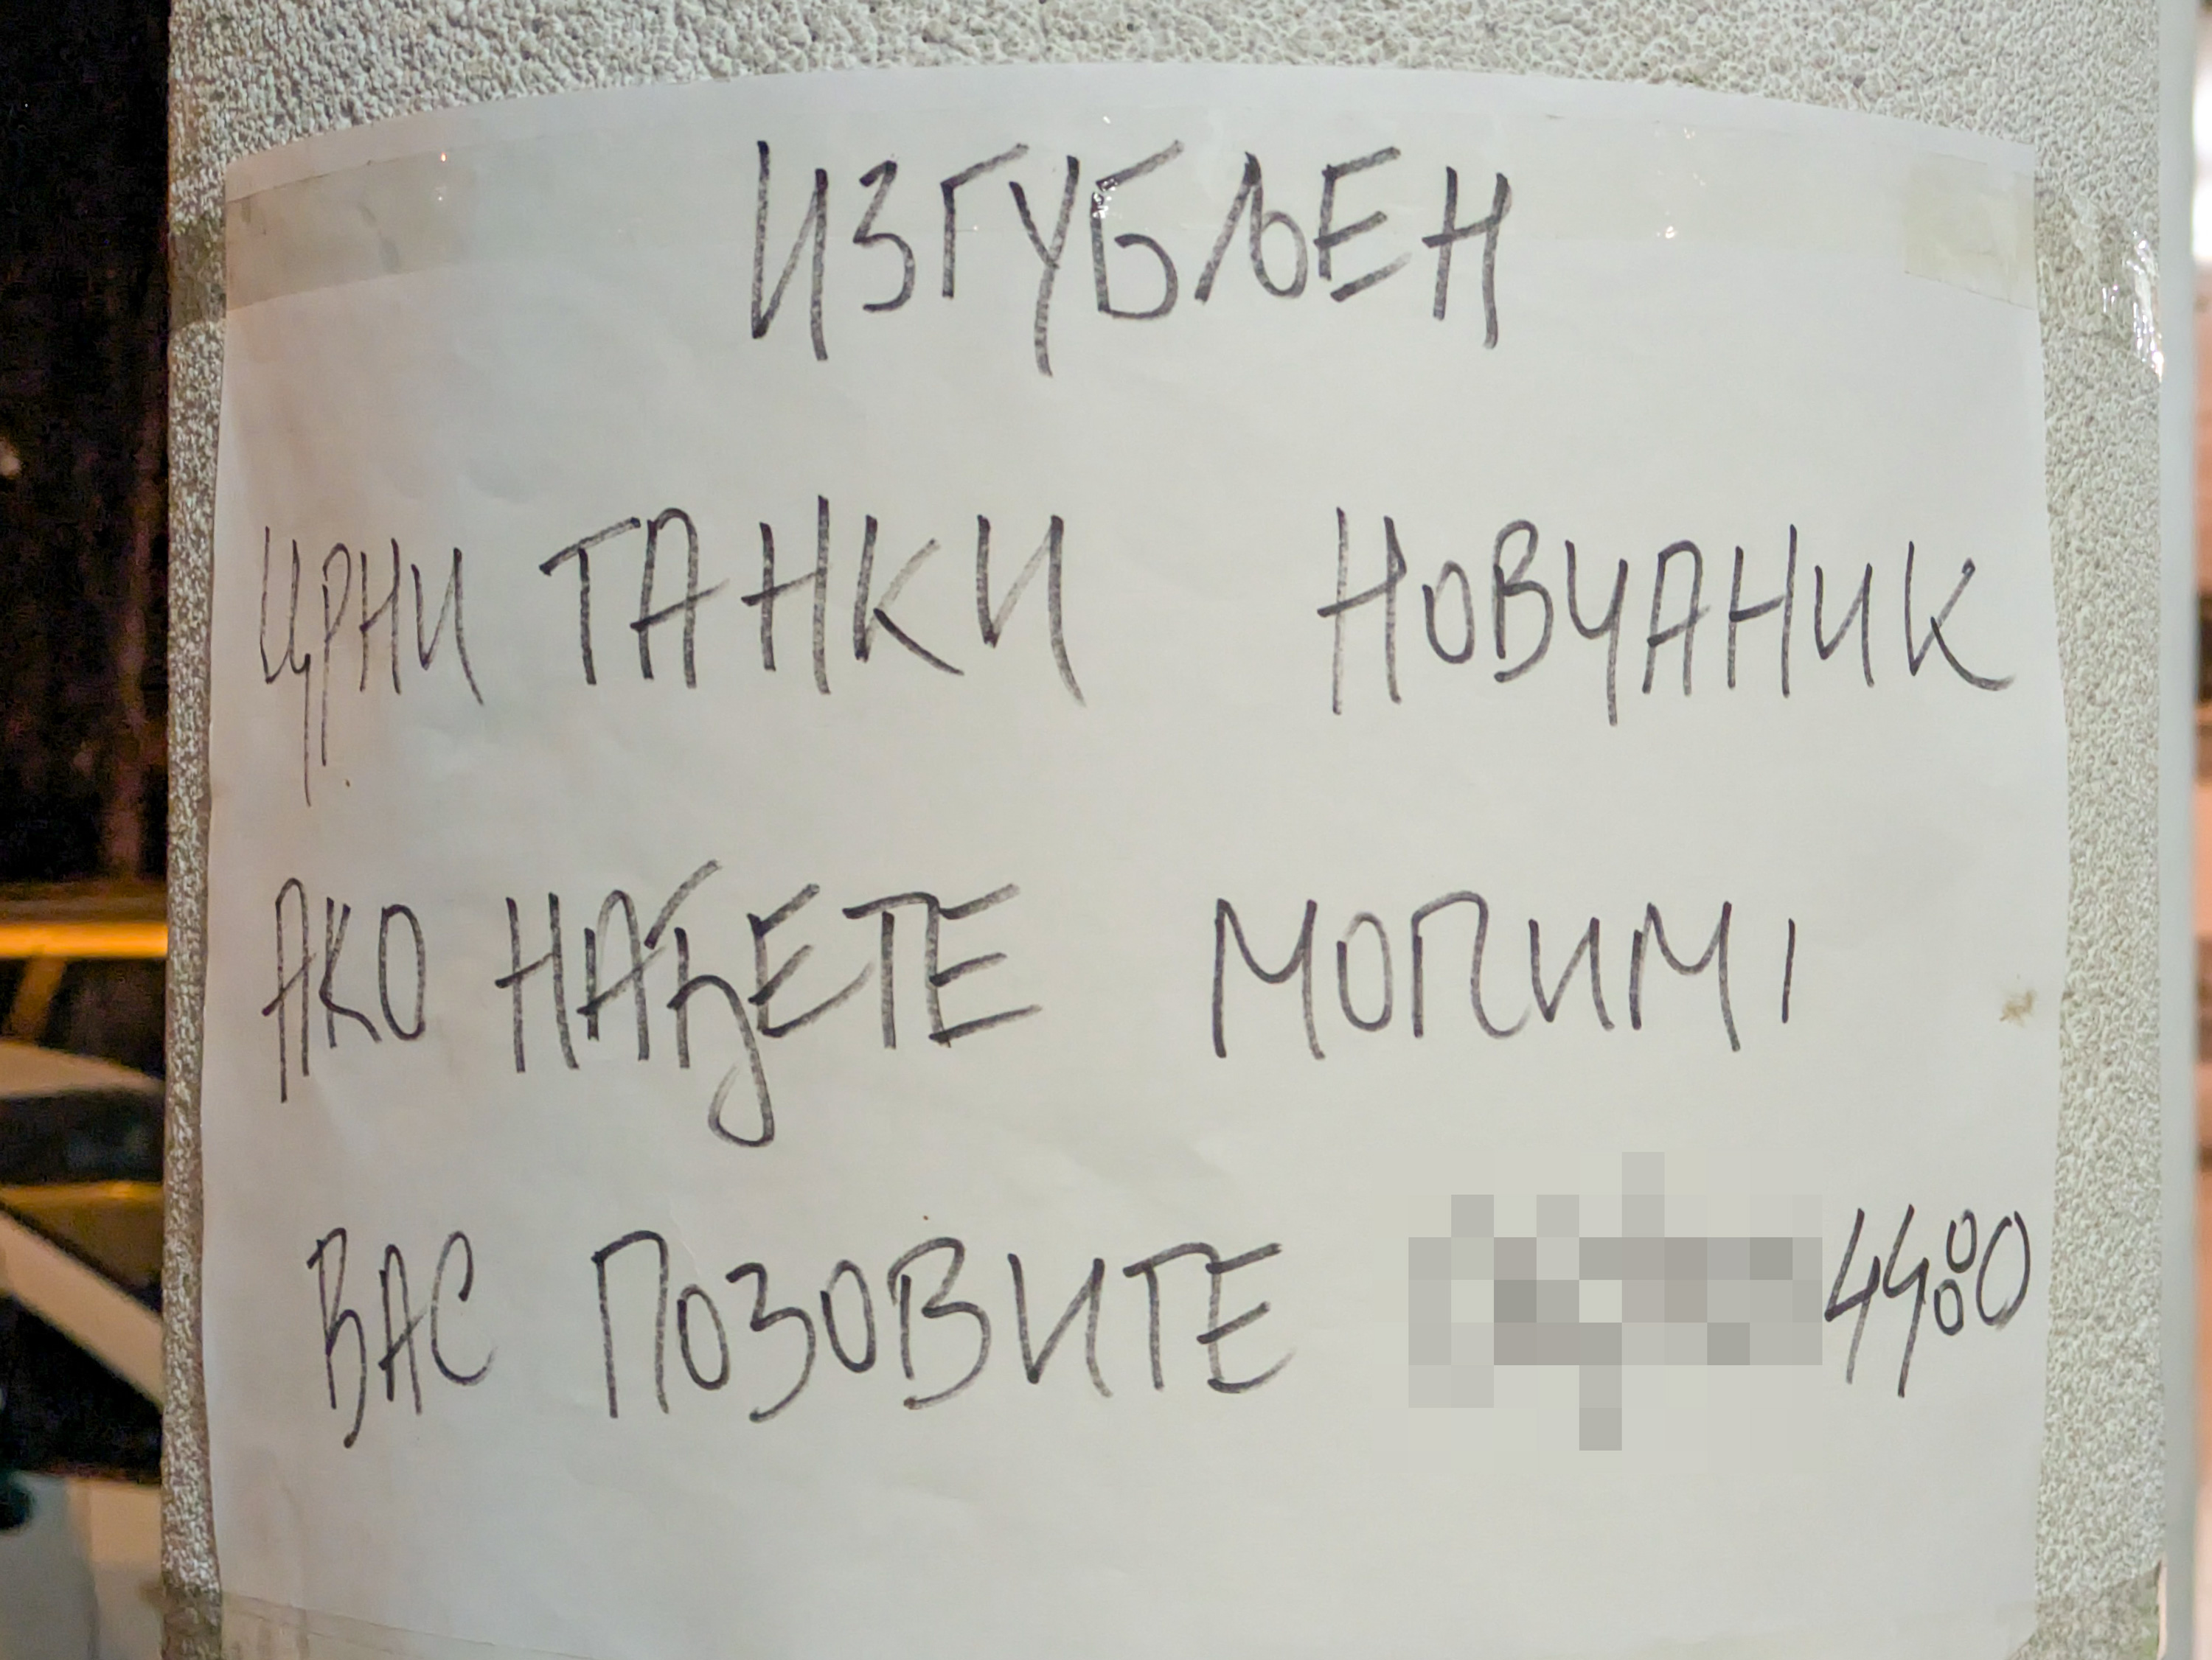 ИЗГУБЉЕН
ЦРНИ ТАНКИ НОВЧАНИК
АКО НАЂЕТЕ МОЛИМ
ВАС ПОЗОВИТЕ